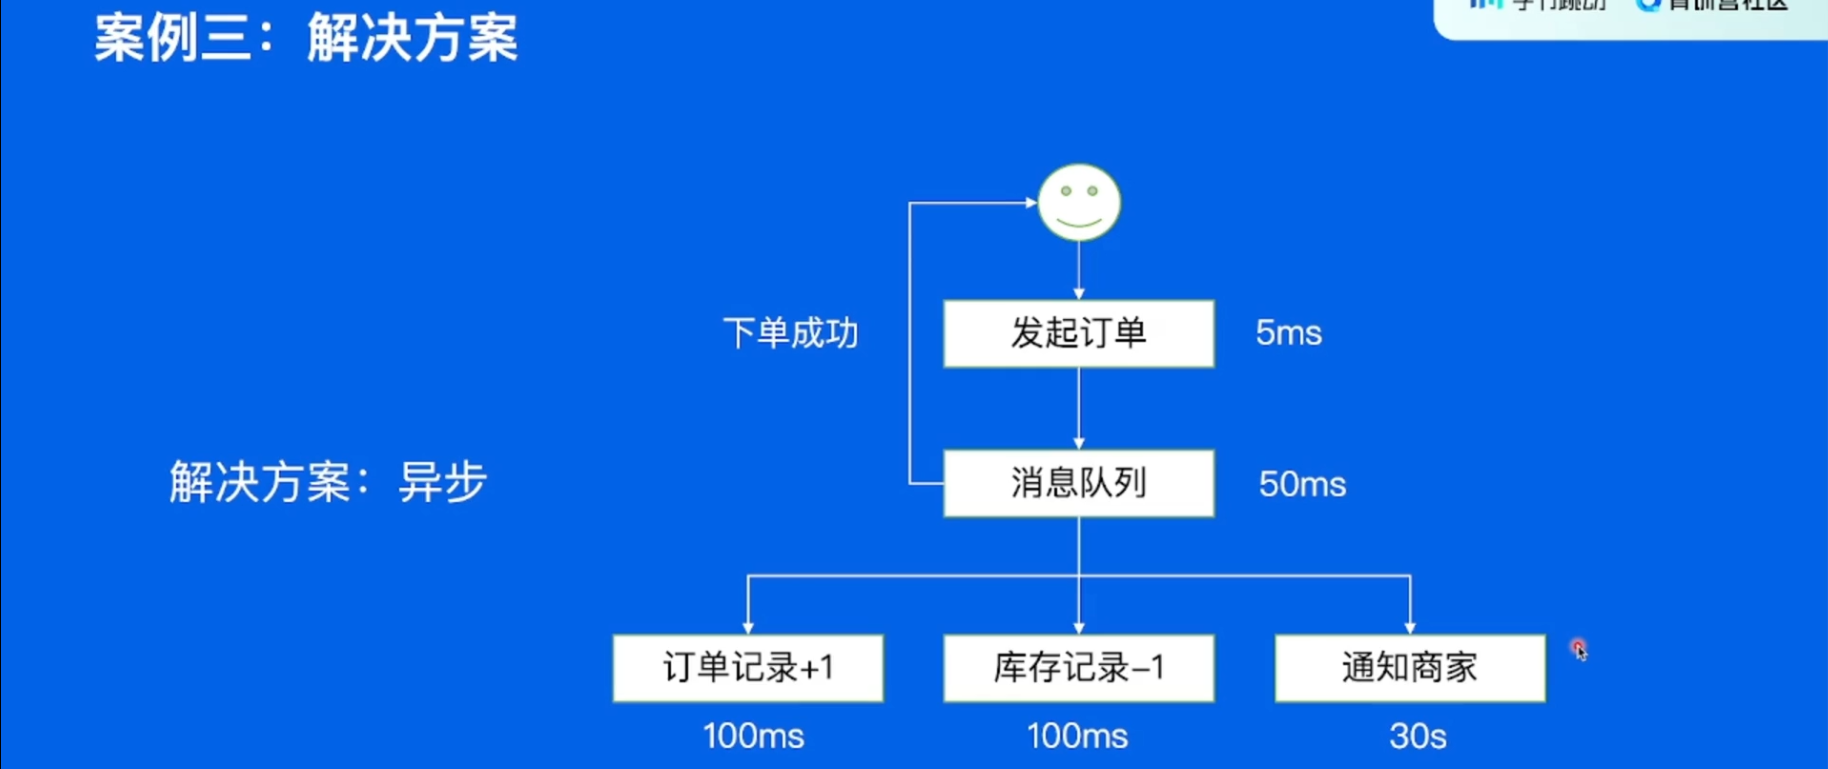 案例三：解决方案
下单成功
发起订单
5ms
解决方案：异步
消息队列
50ms
订单记录+1
库存记录–1
通知商家
100ms
100ms
30s